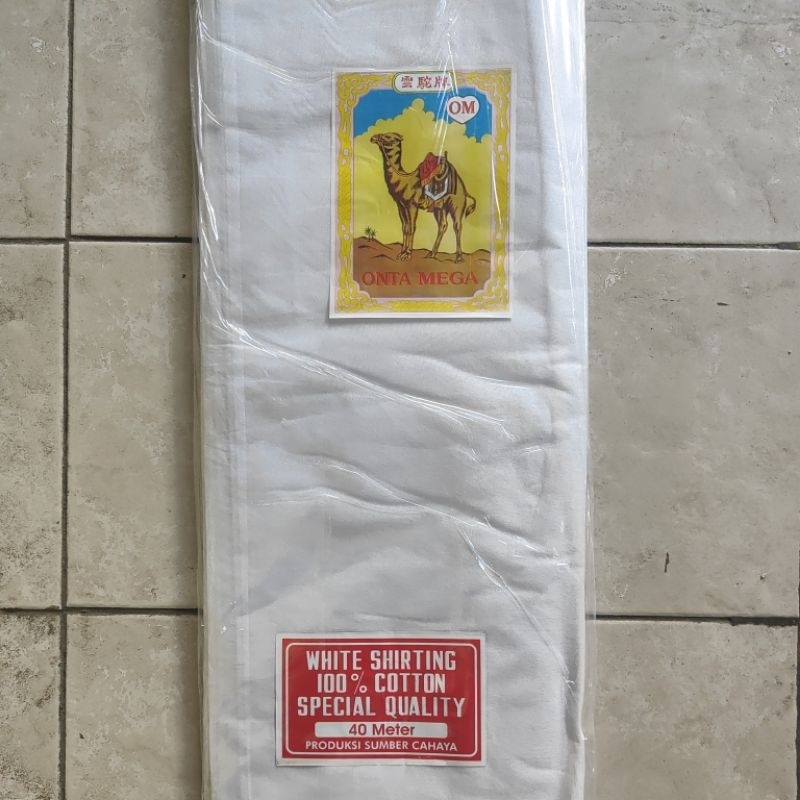 雲駝牌
OM
ONTA MEGA
WHITE SHIRTING
100% COTTON
SPECIAL QUALITY
40 Meter
PRODUKSI SUMBER CAHAYA